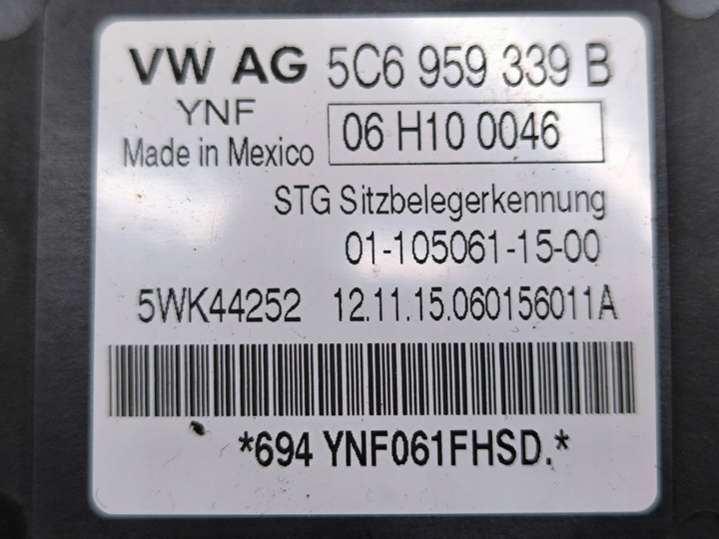 VW AG 5C6 959 339 B
YNF
06 H10 0046
Made in Mexico
STG Sitzbelegerkennung
01-105061-15-00
5WK44252 12.11.15.060156011A
*694 YNF061FHSD.*